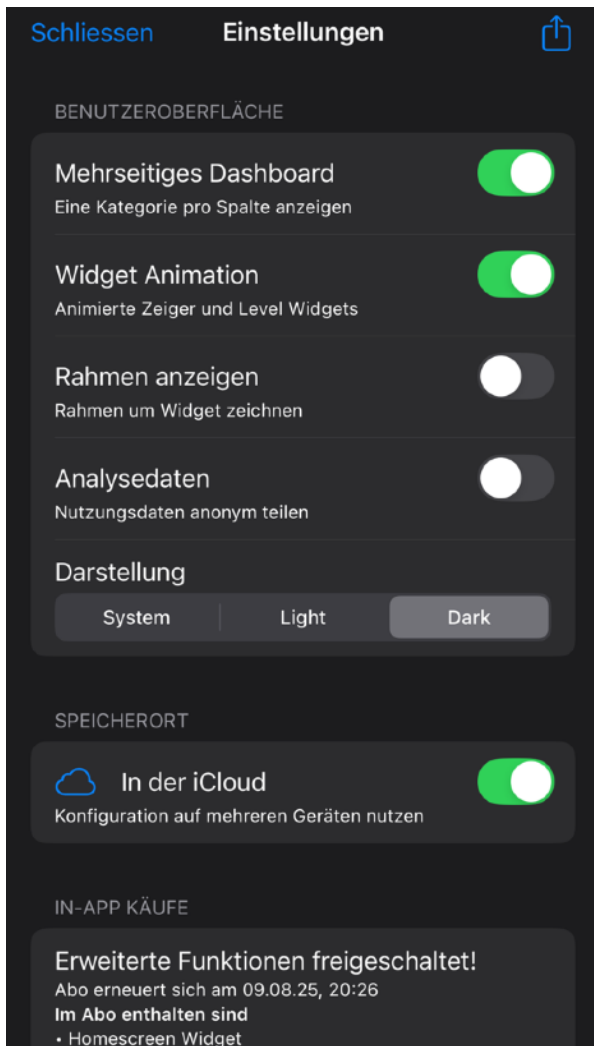 Schliessen Einstellungen
BENUTZEROBERFLÄCHE
Mehrseitiges Dashboard
Eine Kategorie pro Spalte anzeigen
Widget Animation
Animierte Zeiger und Level Widgets
Rahmen anzeigen
Rahmen um Widget zeichnen
Analysedaten
Nutzungsdaten anonym teilen
Darstellung
System Light Dark
SPEICHERORT
In der iCloud
Konfiguration auf mehreren Geräten nutzen
IN-APP KÄUFE
Erweiterte Funktionen freigeschaltet!
Abo erneuert sich am 09.08.25, 20:26
Im Abo enthalten sind
• Homescreen Widget